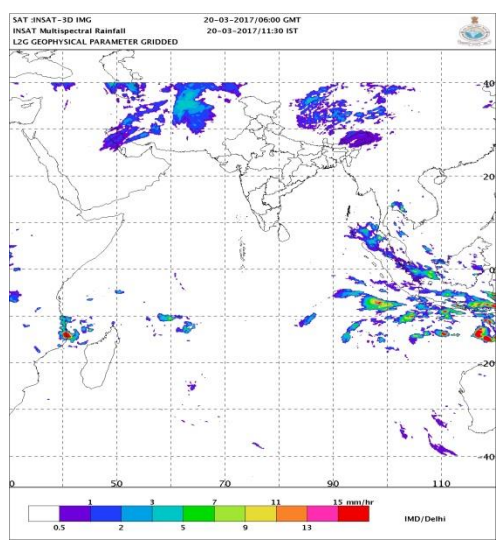 SAT :INSAT-3D IMG 20-03-2017/06:00 GMT
INSAT Multispectral Rainfall 20-03-2017/11:30 IST
L2G GEOPHYSICAL PARAMETER GRIDDED
40
20
0
-20
-40
0 50 70 90 110
1 3 7 11 15 mm/hr
0.5 2 5 9 13
IMD/Delhi